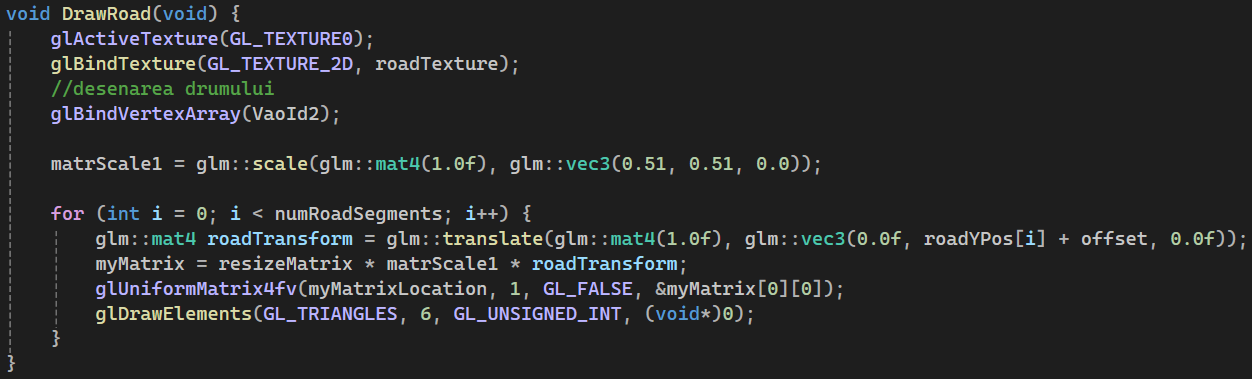 void DrawRoad(void) {
    glActiveTexture(GL_TEXTURE0);
    glBindTexture(GL_TEXTURE_2D, roadTexture);
    //desenarea drumului
    glBindVertexArray(VaoId2);

    matrScale1 = glm::scale(glm::mat4(1.0f), glm::vec3(0.51, 0.51, 0.0));

    for (int i = 0; i < numRoadSegments; i++) {
        glm::mat4 roadTransform = glm::translate(glm::mat4(1.0f), glm::vec3(0.0f, roadYPos[i] + offset, 0.0f));
        myMatrix = resizeMatrix * matrScale1 * roadTransform;
        glUniformMatrix4fv(myMatrixLocation, 1, GL_FALSE, &myMatrix[0][0]);
        glDrawElements(GL_TRIANGLES, 6, GL_UNSIGNED_INT, (void*)0);
    }
}